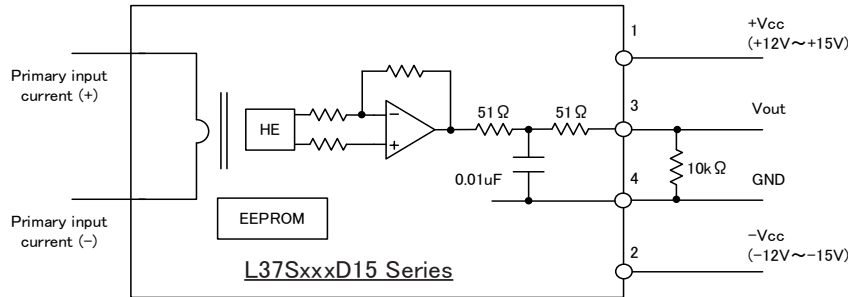 1
+Vcc
(+12V～+15V)
Primary input
current (+)
HE
−
+
51Ω
51Ω
3
Vout
0.01uF
10kΩ
4
GND
EEPROM
Primary input
current (−)
2
−Vcc
(−12V～−15V)
L37SxxxD15 Series